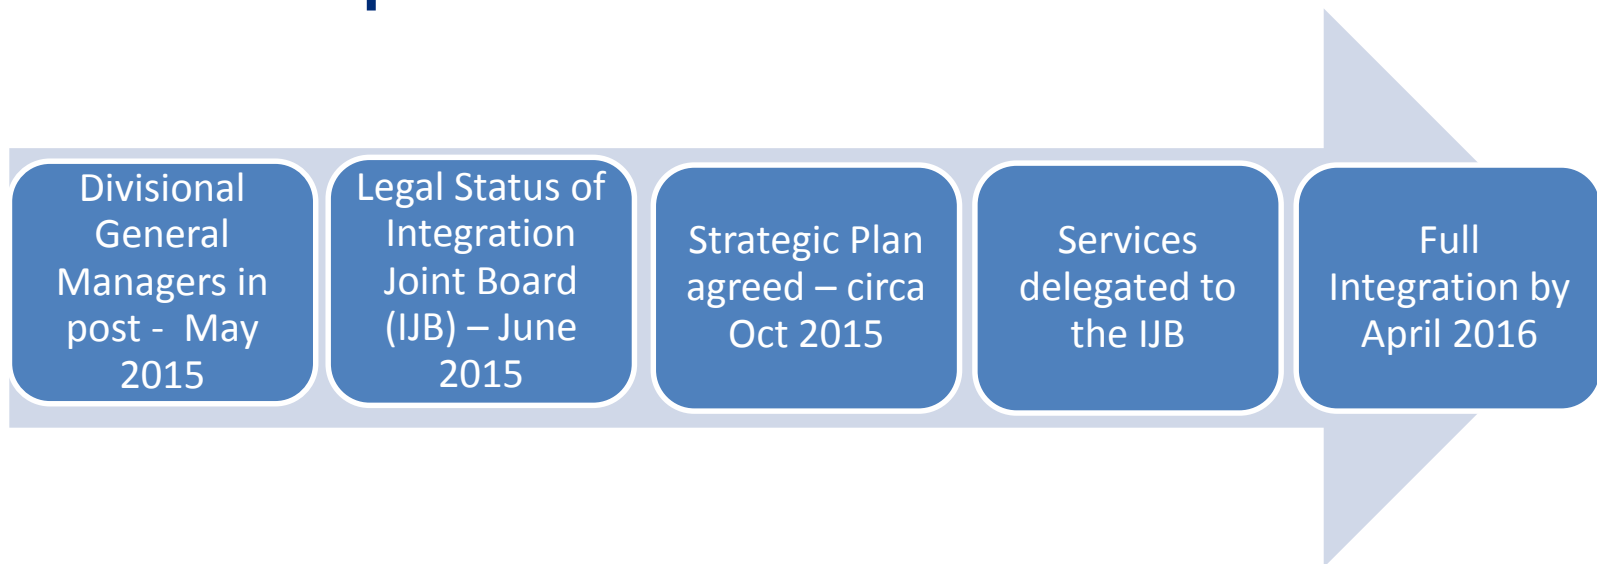 Divisional
General
Managers in
post - May
2015
Legal Status of
Integration
Joint Board
(IJB) – June
2015
Strategic Plan
agreed – circa
Oct 2015
Services
delegated to
the IJB
Full
Integration by
April 2016